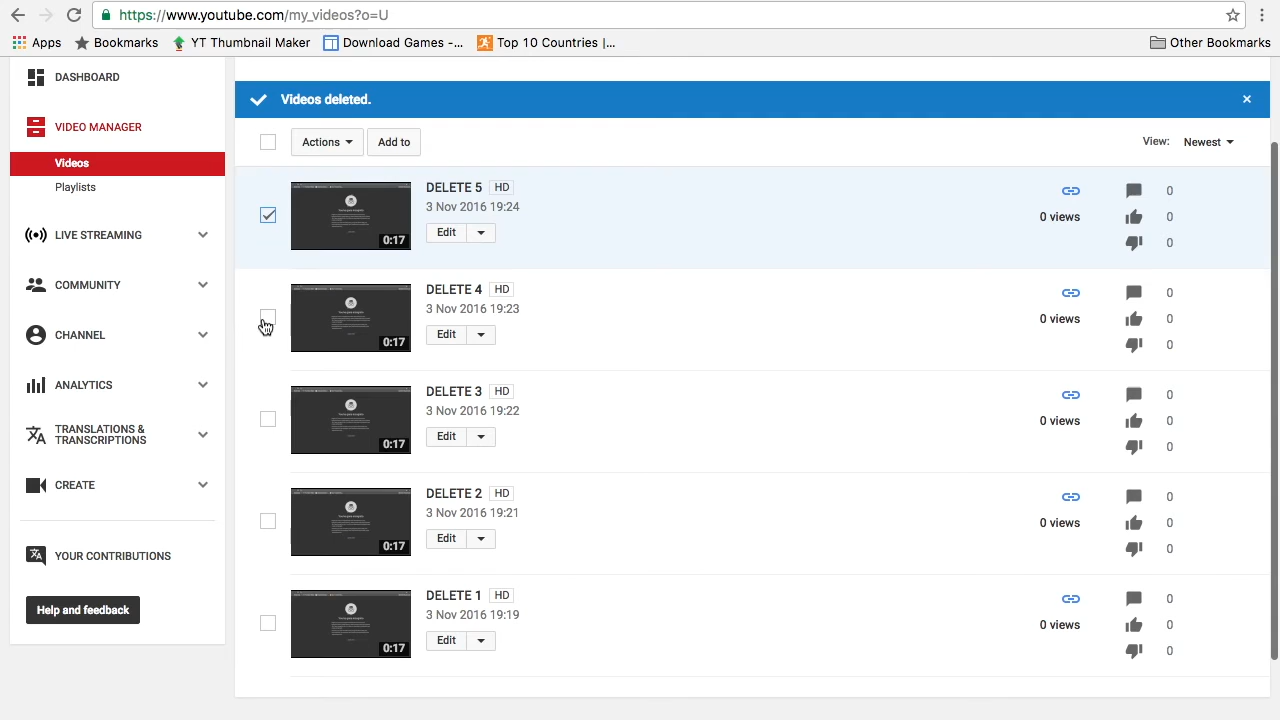 https://www.youtube.com/my_videos?o=U
Apps
Bookmarks
YT Thumbnail Maker
Download Games -...
Top 10 Countries |...
Other Bookmarks
DASHBOARD
VIDEO MANAGER
Videos
Playlists
LIVE STREAMING
COMMUNITY
CHANNEL
ANALYTICS
TRANSLATIONS &
TRANSCRIPTIONS
CREATE
YOUR CONTRIBUTIONS
Help and feedback
Videos deleted.
Actions
Add to
View:
Newest
DELETE 5 HD
3 Nov 2016 19:24
Edit
0:17
0 views
0
0
0
DELETE 4 HD
3 Nov 2016 19:23
Edit
0:17
0 views
0
0
0
DELETE 3 HD
3 Nov 2016 19:22
Edit
0:17
0 views
0
0
0
DELETE 2 HD
3 Nov 2016 19:21
Edit
0:17
0 views
0
0
0
DELETE 1 HD
3 Nov 2016 19:19
Edit
0:17
0 views
0
0
0